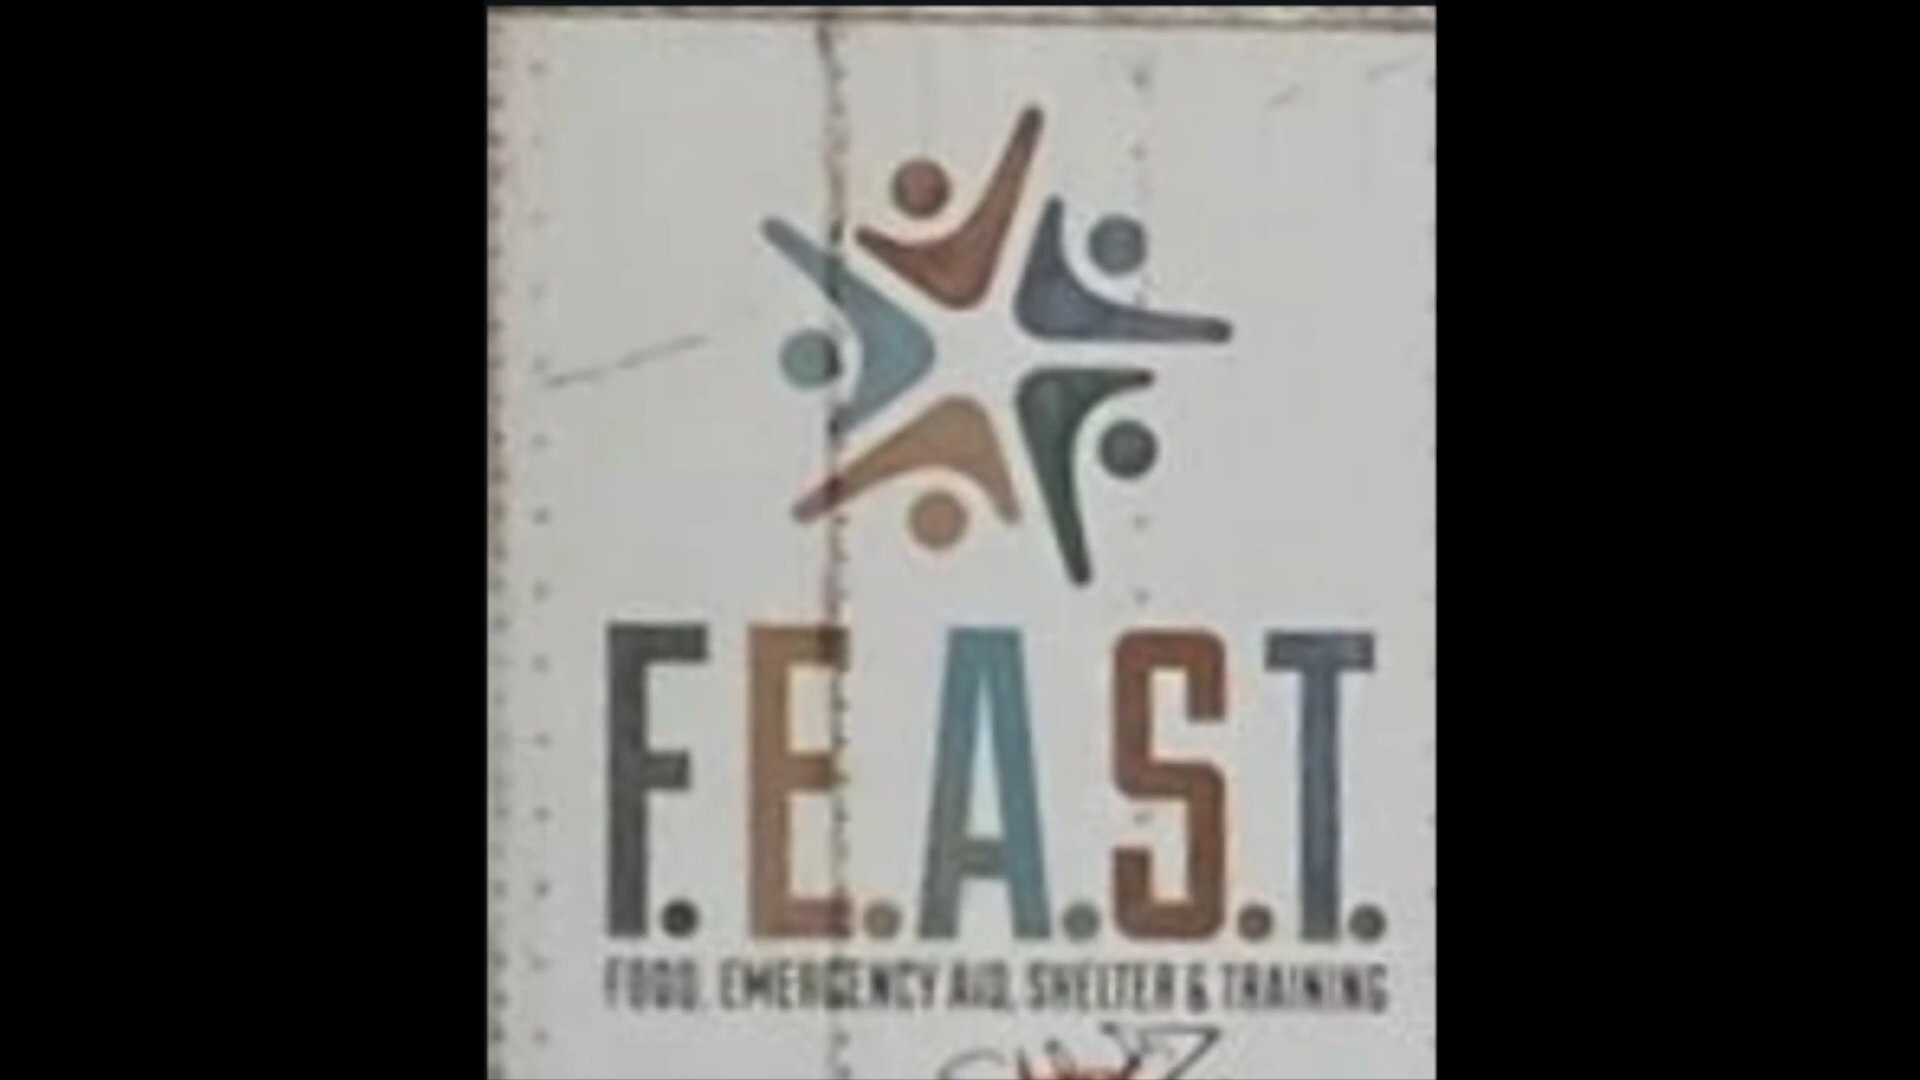 F.E.A.S.T.
FOOD, EMERGENCY AID, SHELTER & TRAINING